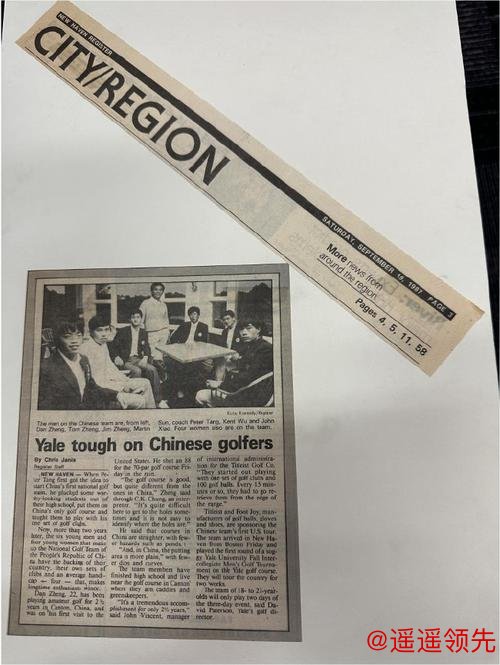 NEW HAVEN REGISTER
CITY/REGION
SATURDAY, SEPTEMBER 19, 1987 PAGE 3
More news from
around the region
Pages 4, 5, 11, 58
Kate Kennedy/Register
The men on the Chinese team are, from left, Sun, coach Peter Tang, Kent Wu and John
Dan Zheng, Tom Zheng, Jim Zheng, Martin Xiao. Four women also are on the team.
Yale tough on Chinese golfers
By Chris Janis
Register Staff
NEW HAVEN — When Pe-
ter Tang first got the idea to
start China's first national golf
team, he plucked some wor-
thy-looking students out of
their high school, put them on
China's only golf course and
taught them to play with his
one set of golf clubs.
Now, more than two years
later, the six young men and
four young women that make
up the National Golf Team of
the People's Republic of Chi-
na have the backing of their
country, their own sets of
clubs and an average handi-
cap — four — that makes
longtime enthusiasts wince.
Dan Zheng, 22, has been
playing amateur golf for 2½
years in Canton, China, and
was on his first visit to the
United States. He shot an 88
for the 70-par golf course Fri-
day in the rain.
"The golf course is good,
but quite different from the
ones in China," Zheng said
through C.K. Chung, an inter-
preter. "It's quite difficult
here to get to the holes some-
times and it is not easy to
identify where the holes are."
He said that courses in
China are straighter, with few-
er hazards such as ponds.
"And, in China, the putting
area is more plain," with few-
er dips and curves.
The team members have
finished high school and live
near the golf course in Canton
where they are caddies and
greenskeepers.
"It's a tremendous accom-
plishment for only 2½ years,"
said John Vincent, manager
of international adminis-
tration for the Titleist Golf Co.
"They started out playing
with one set of golf clubs and
100 golf balls. Every 15 minutes
or so, they had to go re-
trieve them from the edge of
the range."
Titleist and Foot Joy, man-
ufacturers of golf balls, gloves
and shoes, are sponsoring the
Chinese team's first U.S. tour.
The team arrived in New Ha-
ven from Boston Friday and
played the first round of a sog-
gy Yale University Fall Inter-
collegiate Men's Golf Tourna-
ment on the Yale golf course.
They will tour the country
for two weeks.
The team of 18- to 23-year-
olds will only play two days of
the three-day event, said Da-
vid Paterson, Yale's golf di-
rector.
@遥遥领先